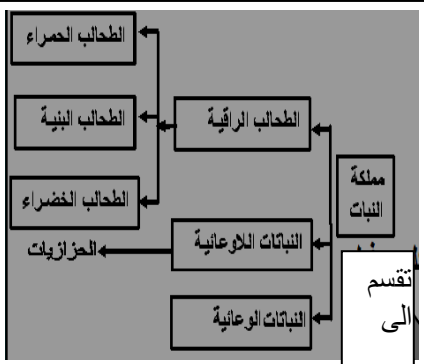 مملكة
النبات
تقسم
الى
الطحالب الراقية
الطحالب الحمراء
الطحالب البنية
الطحالب الخضراء
النباتات اللاوعائية
الحزازيات
النباتات الوعائية